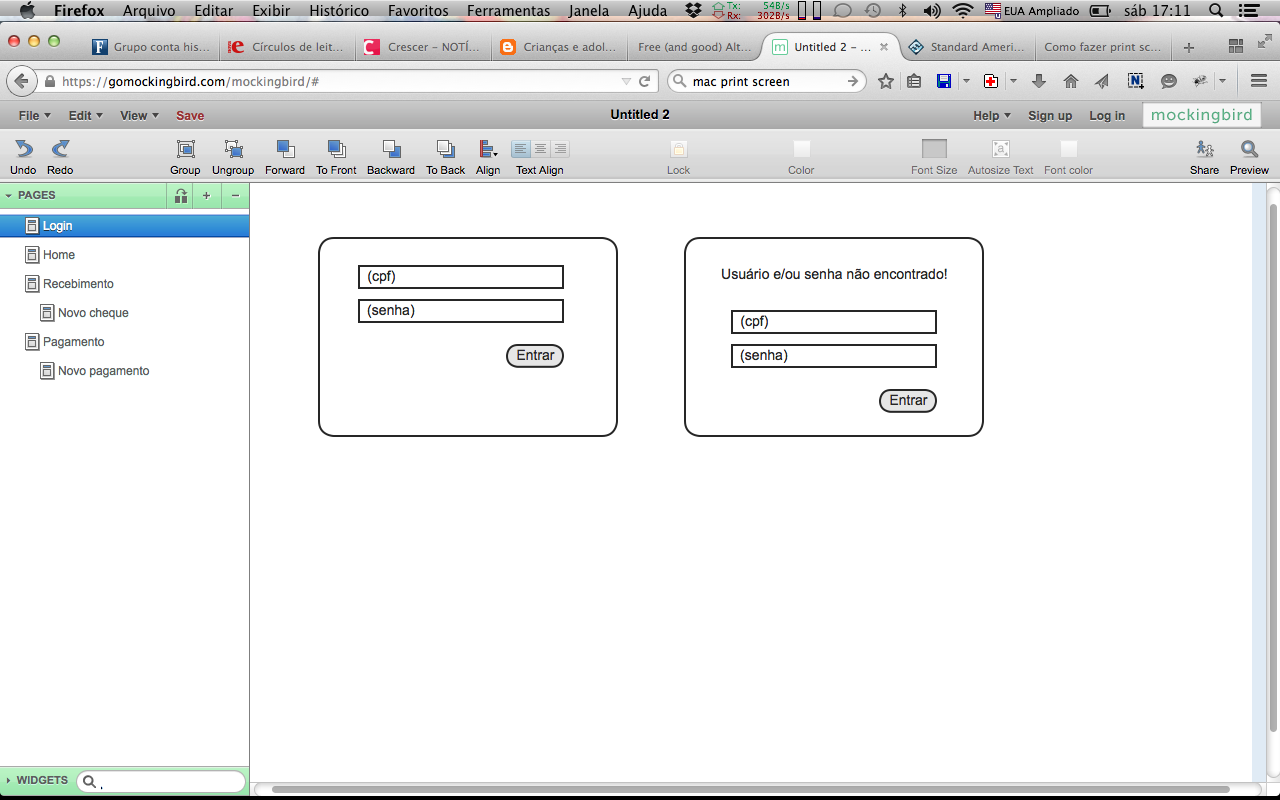 Firefox Arquivo Editar Exibir Histórico Favoritos Ferramentas Janela Ajuda Tx: 54B/s Rx: 302B/s EUA Ampliado sáb 17:11
Grupo conta his... Círculos de leit... Crescer – NOTÍ... Crianças e adol... Free (and good) Alt... Untitled 2 – ... Standard Ameri... Como fazer print sc...
https://gomockingbird.com/mockingbird/# mac print screen
File Edit View Save Untitled 2 Help Sign up Log in mockingbird
Undo Redo Group Ungroup Forward To Front Backward To Back Align Text Align Lock Color Font Size Autosize Text Font color Share Preview
PAGES
Login
Home
Recebimento
Novo cheque
Pagamento
Novo pagamento
(cpf)
(senha)
Entrar
Usuário e/ou senha não encontrado!
(cpf)
(senha)
Entrar
WIDGETS ,